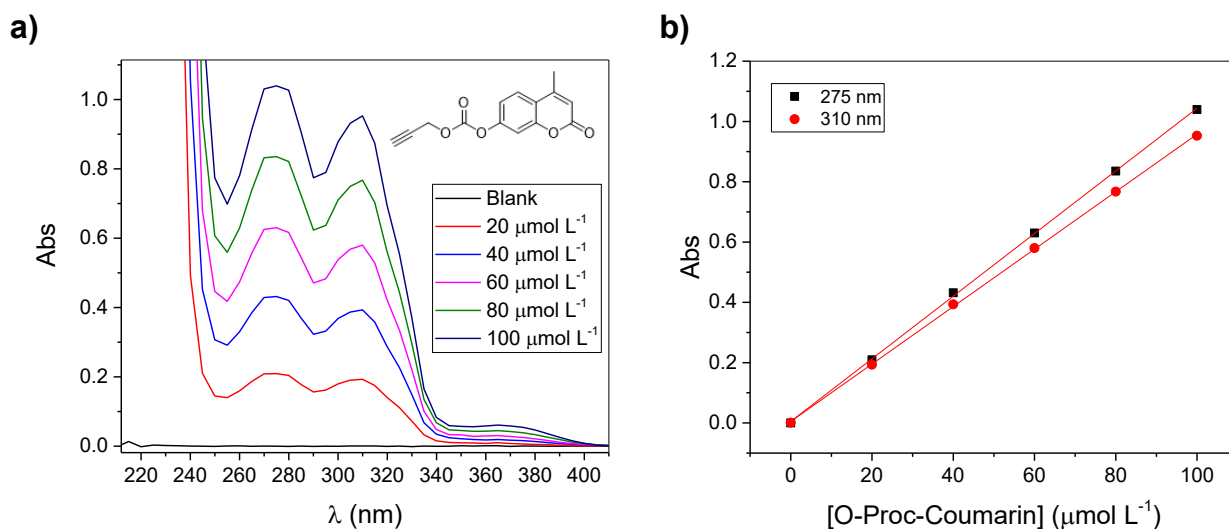 a)
Abs
1.0
0.8
0.6
0.4
0.2
0.0
220 240 260 280 300 320 340 360 380 400
λ (nm)
O
O O O O
Blank
20 μmol L⁻¹
40 μmol L⁻¹
60 μmol L⁻¹
80 μmol L⁻¹
100 μmol L⁻¹
b)
Abs
1.2
1.0
0.8
0.6
0.4
0.2
0.0
0 20 40 60 80 100
[O-Proc-Coumarin] (μmol L⁻¹)
275 nm
310 nm